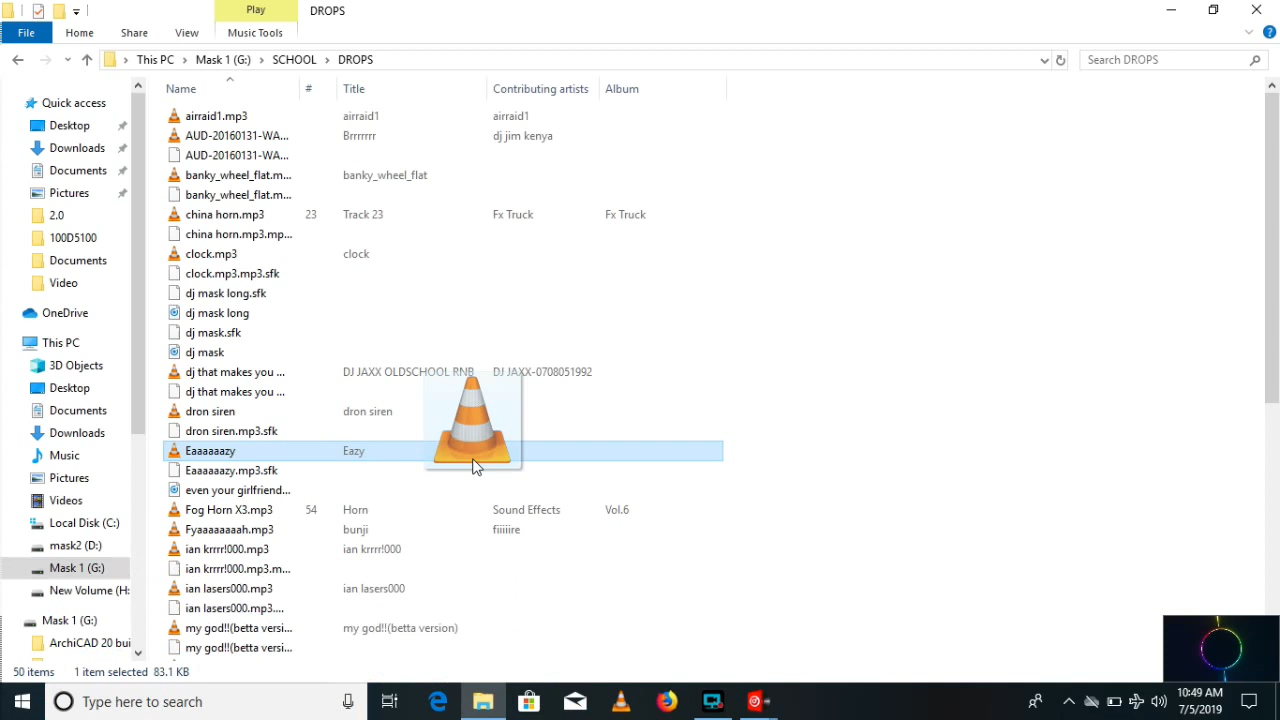 Play
DROPS
File Home Share View Music Tools
This PC Mask 1 (G:) SCHOOL DROPS
Search DROPS
Name # Title Contributing artists Album
Quick access
Desktop
Downloads
Documents
Pictures
2.0
100D5100
Documents
Video
OneDrive
This PC
3D Objects
Desktop
Documents
Downloads
Music
Pictures
Videos
Local Disk (C:)
mask2 (D:)
Mask 1 (G:)
New Volume (H:
Mask 1 (G:)
ArchiCAD 20 bui
airraid1.mp3 airraid1 airraid1
AUD-20160131-WA... Brrrrrrr dj jim kenya
AUD-20160131-WA...
banky_wheel_flat.m... banky_wheel_flat
banky_wheel_flat.m...
china horn.mp3 23 Track 23 Fx Truck Fx Truck
china horn.mp3.mp...
clock.mp3 clock
clock.mp3.mp3.sfk
dj mask long.sfk
dj mask long
dj mask.sfk
dj mask
dj that makes you ... DJ JAXX OLDSCHOOL RNB DJ JAXX-0708051992
dj that makes you ...
dron siren dron siren
dron siren.mp3.sfk
Eaaaaaazy Eazy
Eaaaaaazy.mp3.sfk
even your girlfriend...
Fog Horn X3.mp3 54 Horn Sound Effects Vol.6
Fyaaaaaaah.mp3 bunji fiiiiire
ian krrrr!000.mp3 ian krrrr!000
ian krrrr!000.mp3.m...
ian lasers000.mp3 ian lasers000
ian lasers000.mp3....
my god!!(betta versi... my god!!(betta version)
my god!!(betta versi...
50 items 1 item selected 83.1 KB
Type here to search
10:49 AM
7/5/2019